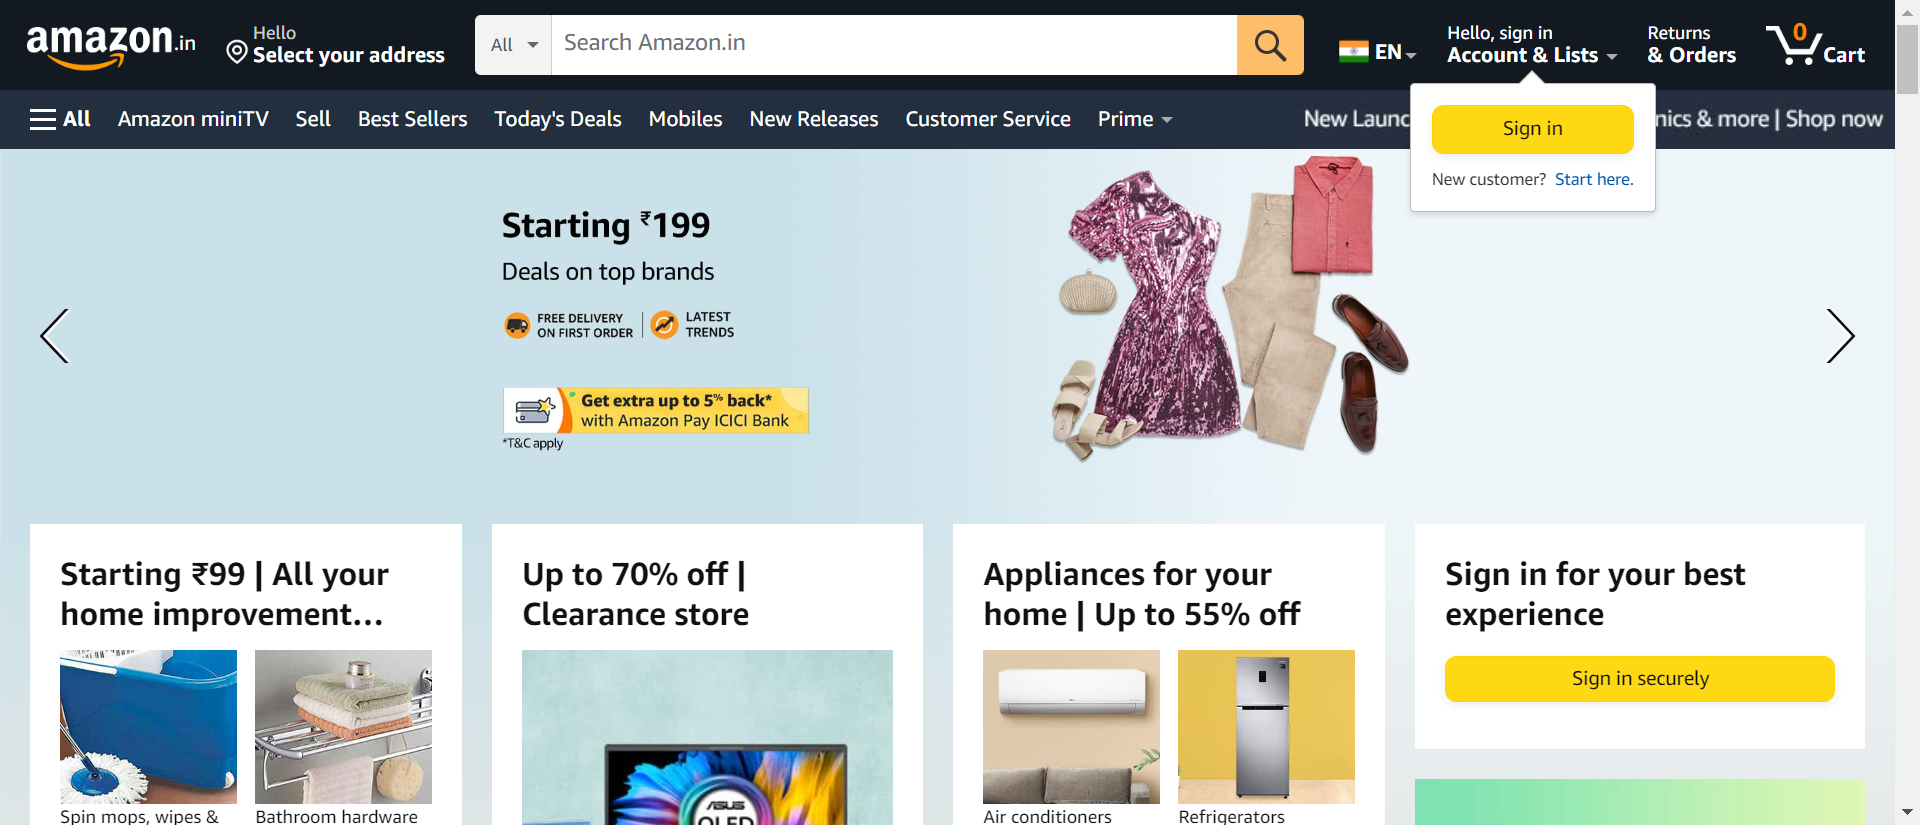 amazon.in
Hello
Select your address
All
Search Amazon.in
EN
Hello, sign in
Account & Lists
Returns
& Orders
0
Cart
All
Amazon miniTV
Sell
Best Sellers
Today's Deals
Mobiles
New Releases
Customer Service
Prime
New Launc
nics & more | Shop now
Sign in
New customer? Start here.
Starting ₹199
Deals on top brands
FREE DELIVERY
ON FIRST ORDER
LATEST
TRENDS
Get extra up to 5% back*
with Amazon Pay ICICI Bank
*T&C apply
Starting ₹99 | All your
home improvement...
Spin mops, wipes &
Bathroom hardware
Up to 70% off |
Clearance store
ASUS
OLED
Appliances for your
home | Up to 55% off
Air conditioners
Refrigerators
Sign in for your best
experience
Sign in securely